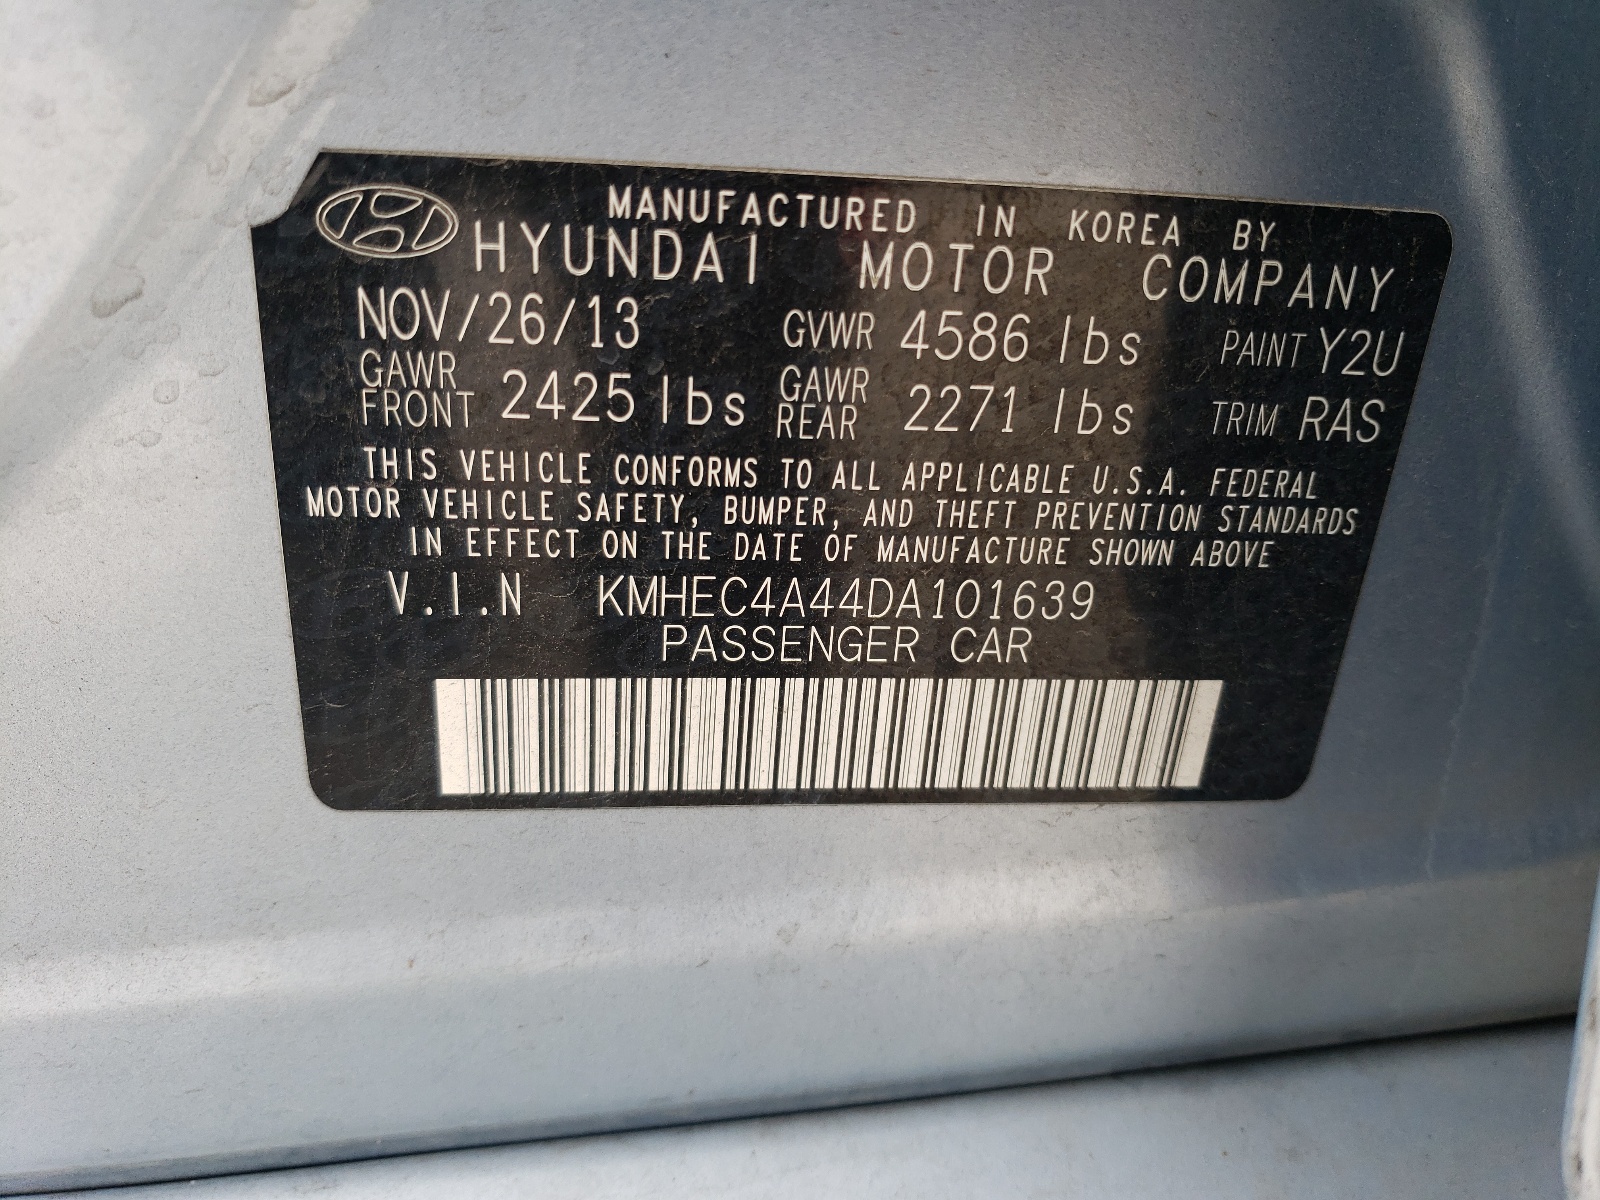 MANUFACTURED IN KOREA BY
HYUNDAI MOTOR COMPANY
NOV/26/13 GVWR 4586 lbs PAINT Y2U
GAWR FRONT 2425 lbs GAWR REAR 2271 lbs TRIM RAS
THIS VEHICLE CONFORMS TO ALL APPLICABLE U.S.A. FEDERAL
MOTOR VEHICLE SAFETY, BUMPER, AND THEFT PREVENTION STANDARDS
IN EFFECT ON THE DATE OF MANUFACTURE SHOWN ABOVE
V.I.N KMHEC4A44DA101639
PASSENGER CAR